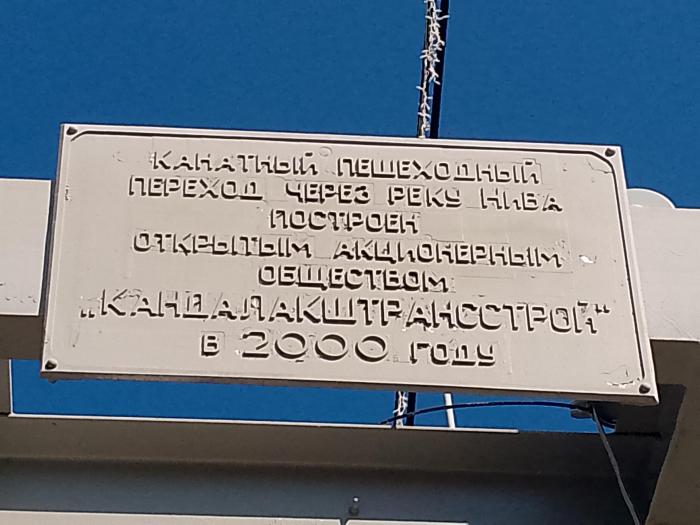 КАНАТНЫЙ ПЕШЕХОДНЫЙ
ПЕРЕХОД ЧЕРЕЗ РЕКУ НИВА
ПОСТРОЕН
ОТКРЫТЫМ АКЦИОНЕРНЫМ
ОБЩЕСТВОМ
„КАНДАЛАКШТРАНССТРОЙ“
В 2000 ГОДУ